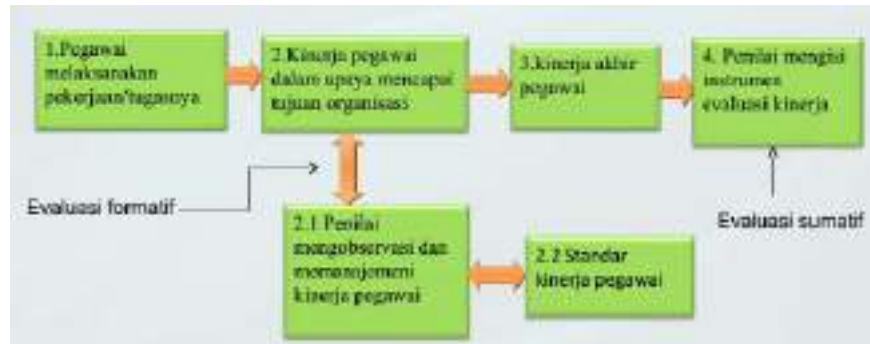 1.Pegawai
melaksanakan
pekerjaan/tugasnya
2.Kinerja pegawai
dalam upaya mencapai
tujuan organisasi
3.kinerja akhir
pegawai
4. Penilai mengisi
instrumen
evaluasi kinerja
Evaluasi formatif
Evaluasi sumatif
2.1 Penilai
mengobservasi dan
memanajemeni
kinerja pegawai
2.2 Standar
kinerja pegawai